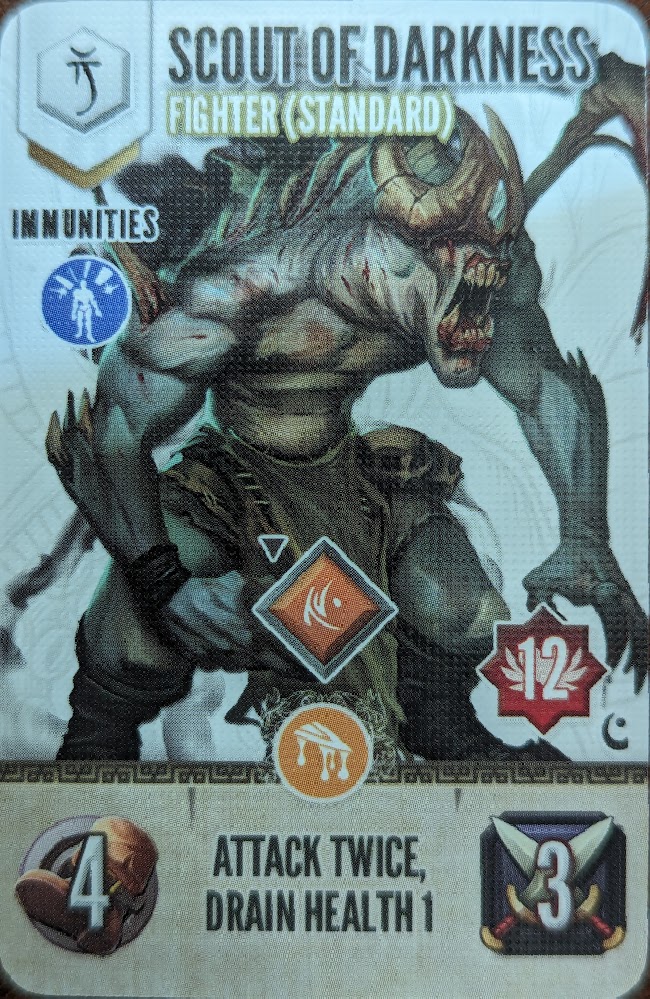 SCOUT OF DARKNESS
FIGHTER (STANDARD)
IMMUNITIES
12
4
ATTACK TWICE,
DRAIN HEALTH 1
3